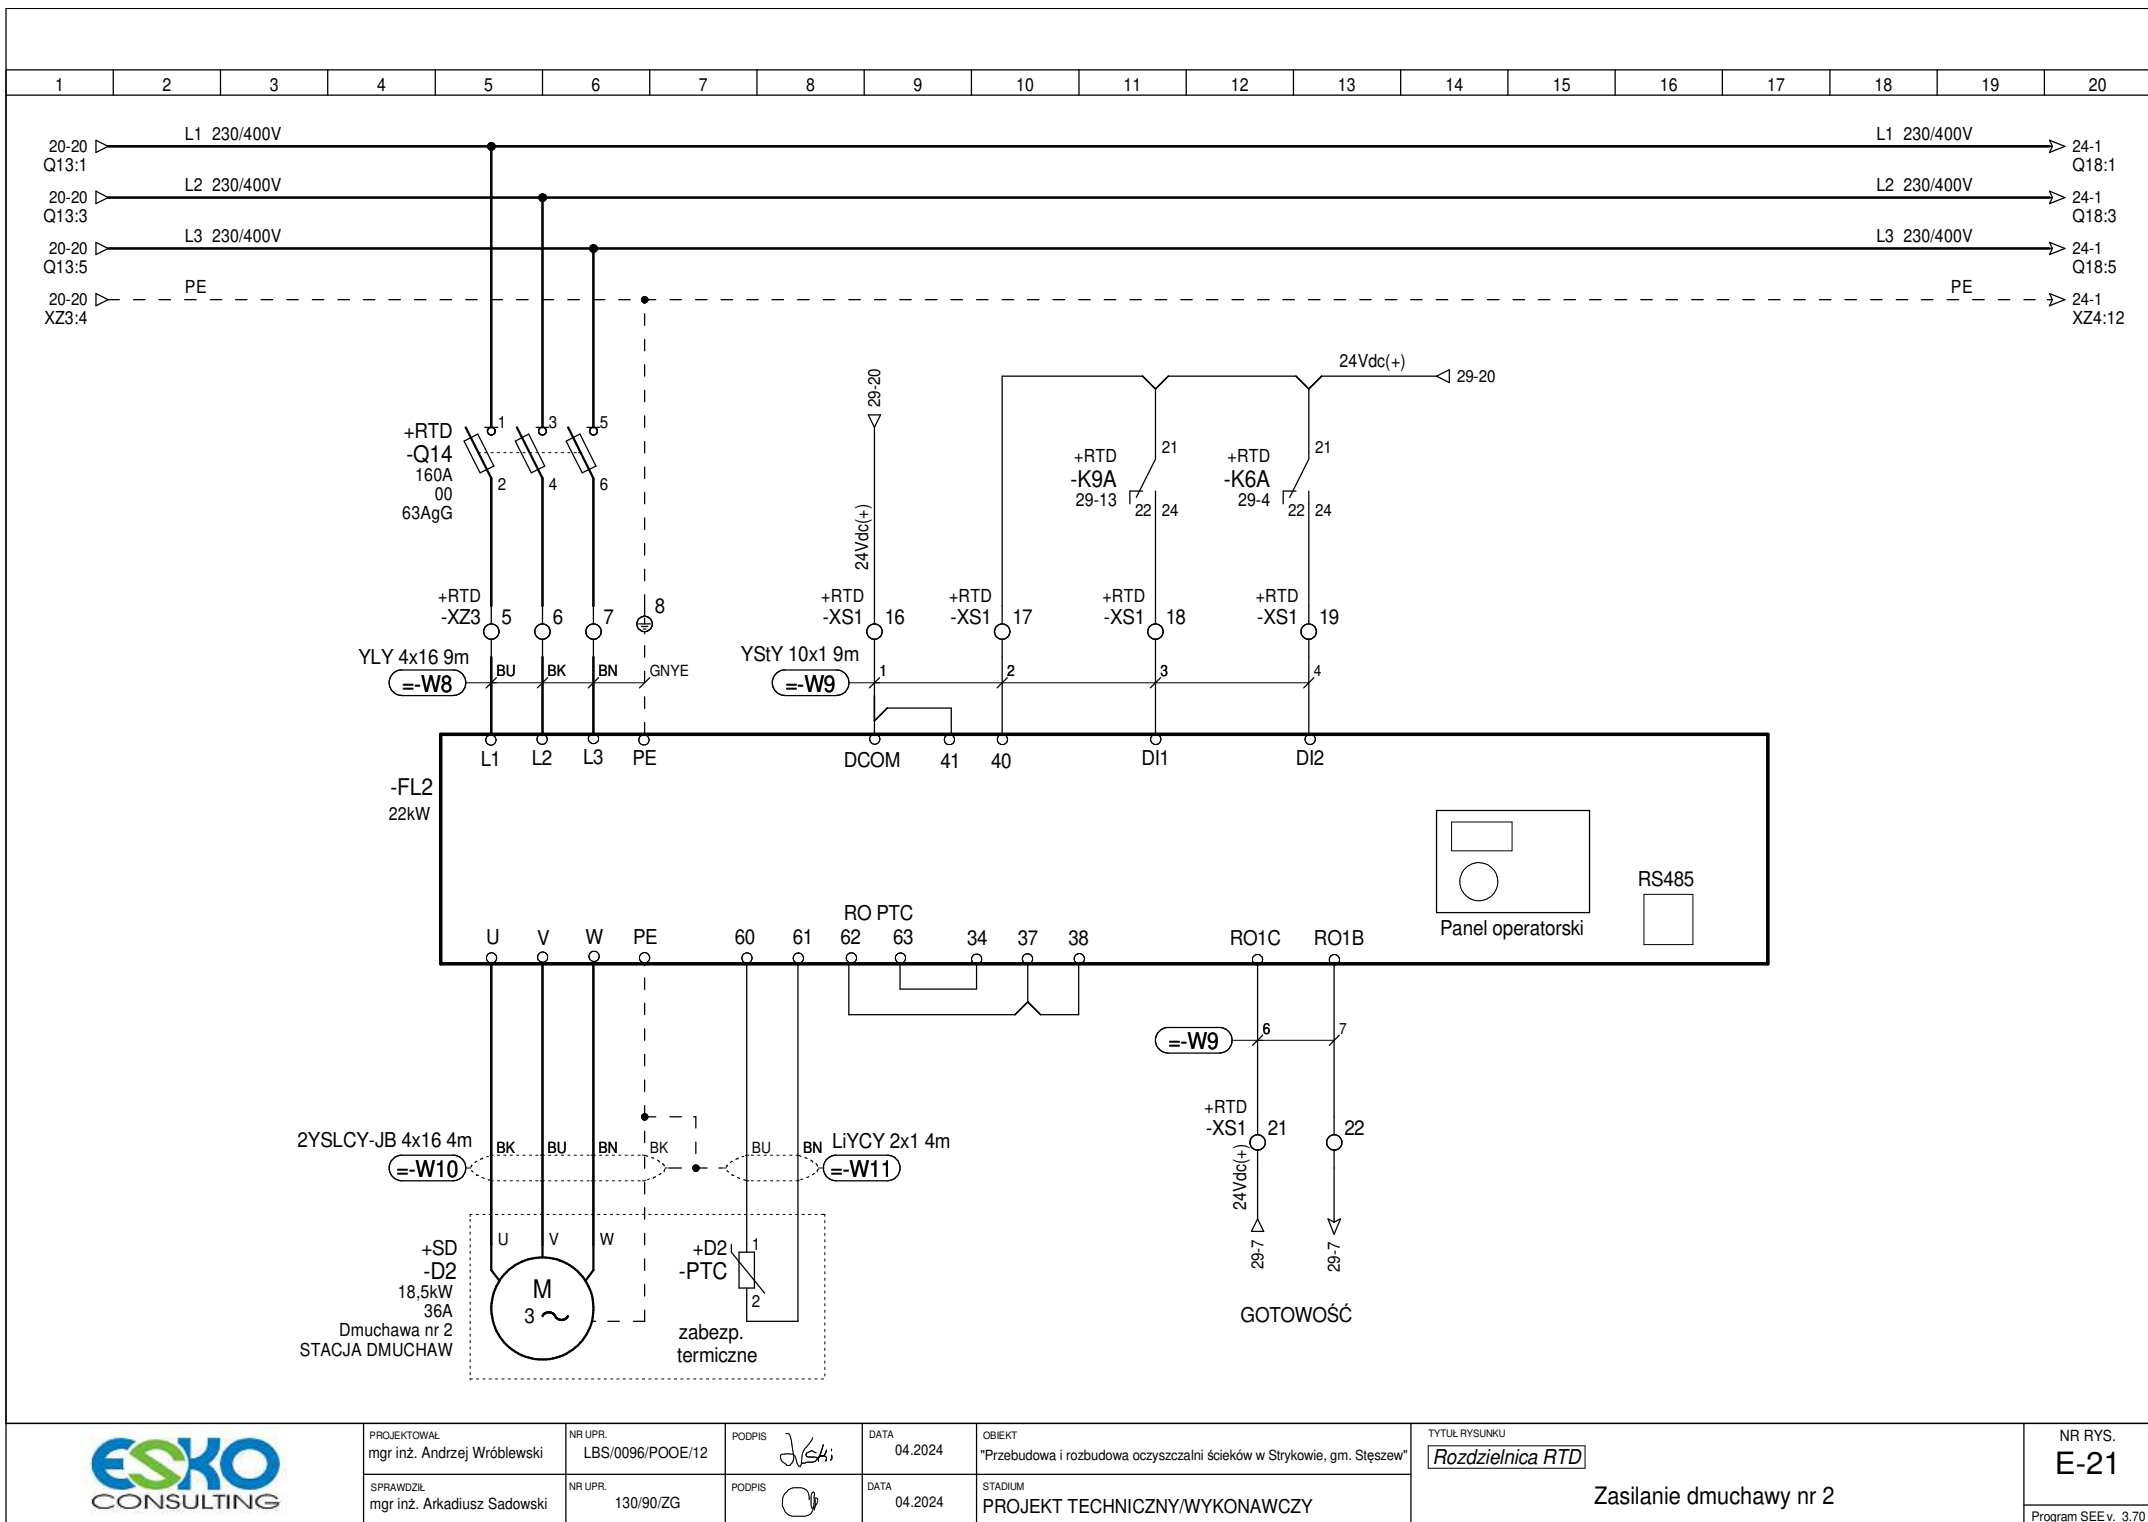 1 2 3 4 5 6 7 8 9 10 11 12 13 14 15 16 17 18 19 20
L1 230/400V L1 230/400V
20-20 24-1
Q13:1 Q18:1
L2 230/400V L2 230/400V
20-20 24-1
Q13:3 Q18:3
L3 230/400V L3 230/400V
20-20 24-1
Q13:5 Q18:5
PE PE
20-20 24-1
XZ3:4 XZ4:12
24Vdc(+)
29-20 29-20
1 3 5
+RTD
-Q14
160A
00
63AgG
2 4 6
24Vdc(+)
+RTD 21
-K9A
29-13
22 24
+RTD 21
-K6A
29-4
22 24
+RTD
-XZ3 5 6 7 8
+RTD
-XS1 16
+RTD
-XS1 17
+RTD
-XS1 18
+RTD
-XS1 19
YLY 4x16 9m
=-W8 BU BK BN GNYE
YStY 10x1 9m
=-W9 1 2 3 4
L1 L2 L3 PE DCOM 41 40 DI1 DI2
-FL2
22kW
RS485
Panel operatorski
RO PTC
U V W PE 60 61 62 63 34 37 38 RO1C RO1B
=-W9 6 7
+RTD
-XS1 21 22
24Vdc(+)
29-7 29-7
GOTOWOŚĆ
2YSLCY-JB 4x16 4m
=-W10 BK BU BN BK
BU BN LiYCY 2x1 4m
=-W11
U V W
+SD
-D2
18,5kW
36A
Dmuchawa nr 2
STACJA DMUCHAW
M
3
+D2 1
-PTC
2
zabezp.
termiczne
ESKO
CONSULTING
PROJEKTOWAŁ
mgr inż. Andrzej Wróblewski
NR UPR.
LBS/0096/POOE/12
PODPIS
DATA
04.2024
OBIEKT
"Przebudowa i rozbudowa oczyszczalni ścieków w Strykowie, gm. Stęszew"
TYTUŁ RYSUNKU
Rozdzielnica RTD
Zasilanie dmuchawy nr 2
NR RYS.
E-21
SPRAWDZIŁ
mgr inż. Arkadiusz Sadowski
NR UPR.
130/90/ZG
PODPIS
DATA
04.2024
STADIUM
PROJEKT TECHNICZNY/WYKONAWCZY
Program SEE v. 3.70